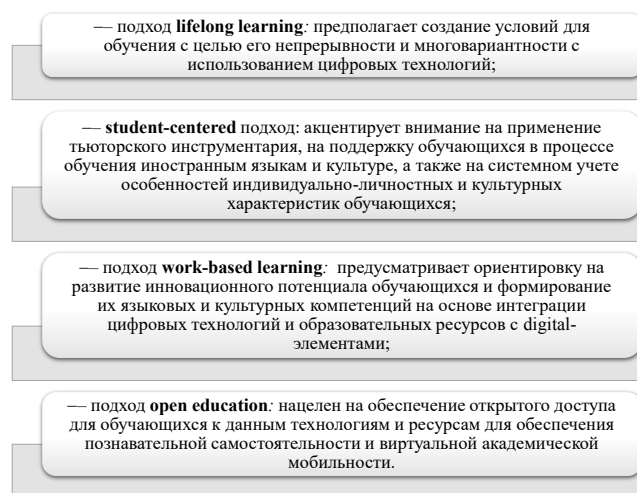 –– подход lifelong learning: предполагает создание условий для
обучения с целью его непрерывности и многовариантности с
использованием цифровых технологий;
–– student-centered подход: акцентирует внимание на применение
тьюторского инструментария, на поддержку обучающихся в процессе
обучения иностранным языкам и культуре, а также на системном учете
особенностей индивидуально-личностных и культурных
характеристик обучающихся;
–– подход work-based learning: предусматривает ориентировку на
развитие инновационного потенциала обучающихся и формирование
их языковых и культурных компетенций на основе интеграции
цифровых технологий и образовательных ресурсов с digital-
элементами;
–– подход open education: нацелен на обеспечение открытого доступа
для обучающихся к данным технологиям и ресурсам для обеспечения
познавательной самостоятельности и виртуальной академической
мобильности.